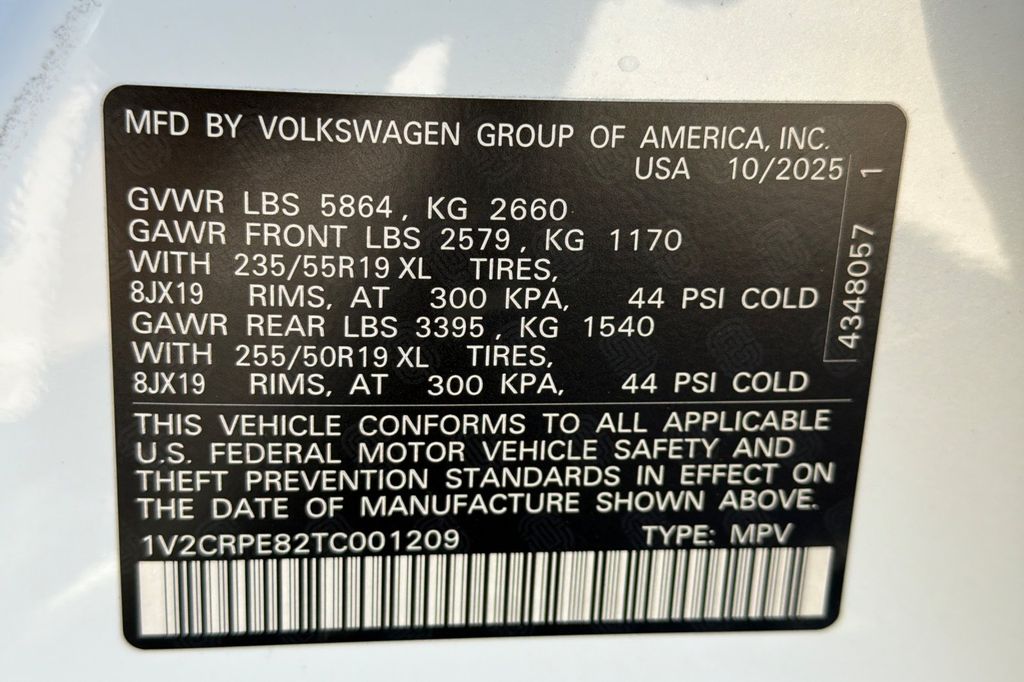 MFD BY VOLKSWAGEN GROUP OF AMERICA, INC.
USA 10/2025
GVWR LBS 5864, KG 2660
GAWR FRONT LBS 2579, KG 1170
WITH 235/55R19 XL TIRES,
8JX19 RIMS, AT 300 KPA, 44 PSI COLD
GAWR REAR LBS 3395, KG 1540
WITH 255/50R19 XL TIRES,
8JX19 RIMS, AT 300 KPA, 44 PSI COLD
4348057 1
THIS VEHICLE CONFORMS TO ALL APPLICABLE
U.S. FEDERAL MOTOR VEHICLE SAFETY AND
THEFT PREVENTION STANDARDS IN EFFECT ON
THE DATE OF MANUFACTURE SHOWN ABOVE.
1V2CRPE82TC001209 TYPE: MPV